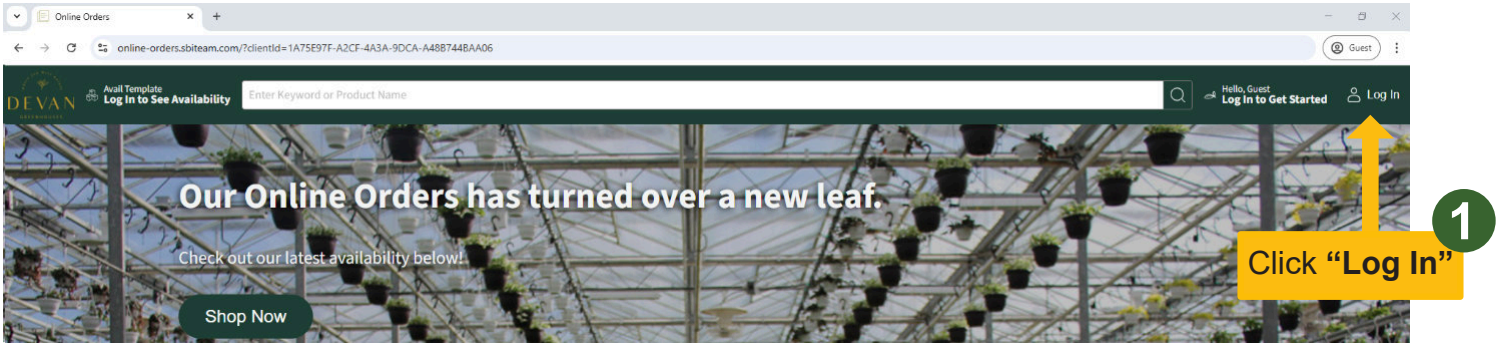 Online Orders
online-orders.sbiteam.com/?clientId=1A75E97F-A2CF-4A3A-9DCA-A48B744BAA06
Guest
DEVAN
GREENHOUSES
Avail Template
Log In to See Availability
Enter Keyword or Product Name
Hello, Guest
Log In to Get Started
Log In
Our Online Orders has turned over a new leaf.
Check out our latest availability below!
Shop Now
1
Click “Log In”